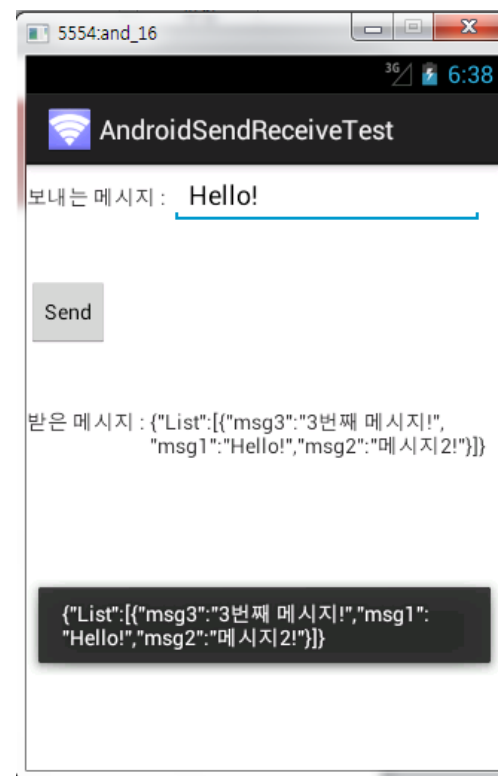 5554:and_16
3G 6:38
AndroidSendReceiveTest
보내는 메시지 : Hello!
Send
받은 메시지 : {"List":[{"msg3":"3번째 메시지!",
"msg1":"Hello!","msg2":"메시지2!"}]}
{"List":[{"msg3":"3번째 메시지!","msg1":
"Hello!","msg2":"메시지2!"}]}